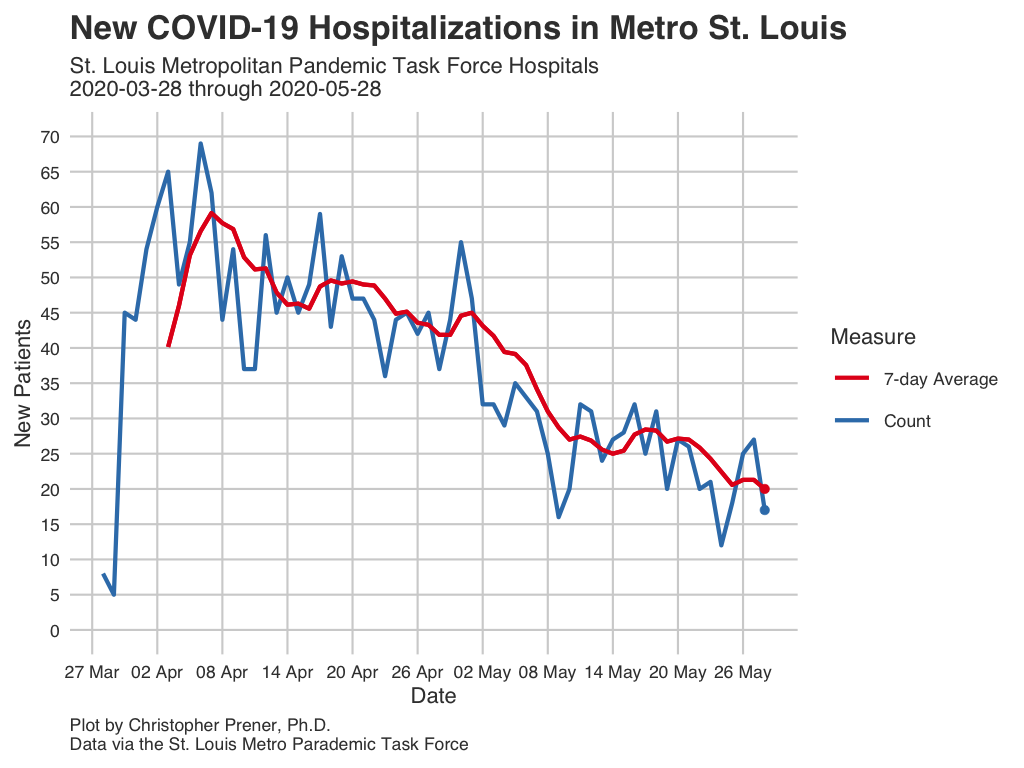 New COVID-19 Hospitalizations in Metro St. Louis
St. Louis Metropolitan Pandemic Task Force Hospitals
2020-03-28 through 2020-05-28
70
65
60
55
50
45
40
35
30
25
20
15
10
5
0
New Patients
27 Mar 02 Apr 08 Apr 14 Apr 20 Apr 26 Apr 02 May 08 May 14 May 20 May 26 May
Date
Measure
7-day Average
Count
Plot by Christopher Prener, Ph.D.
Data via the St. Louis Metro Parademic Task Force